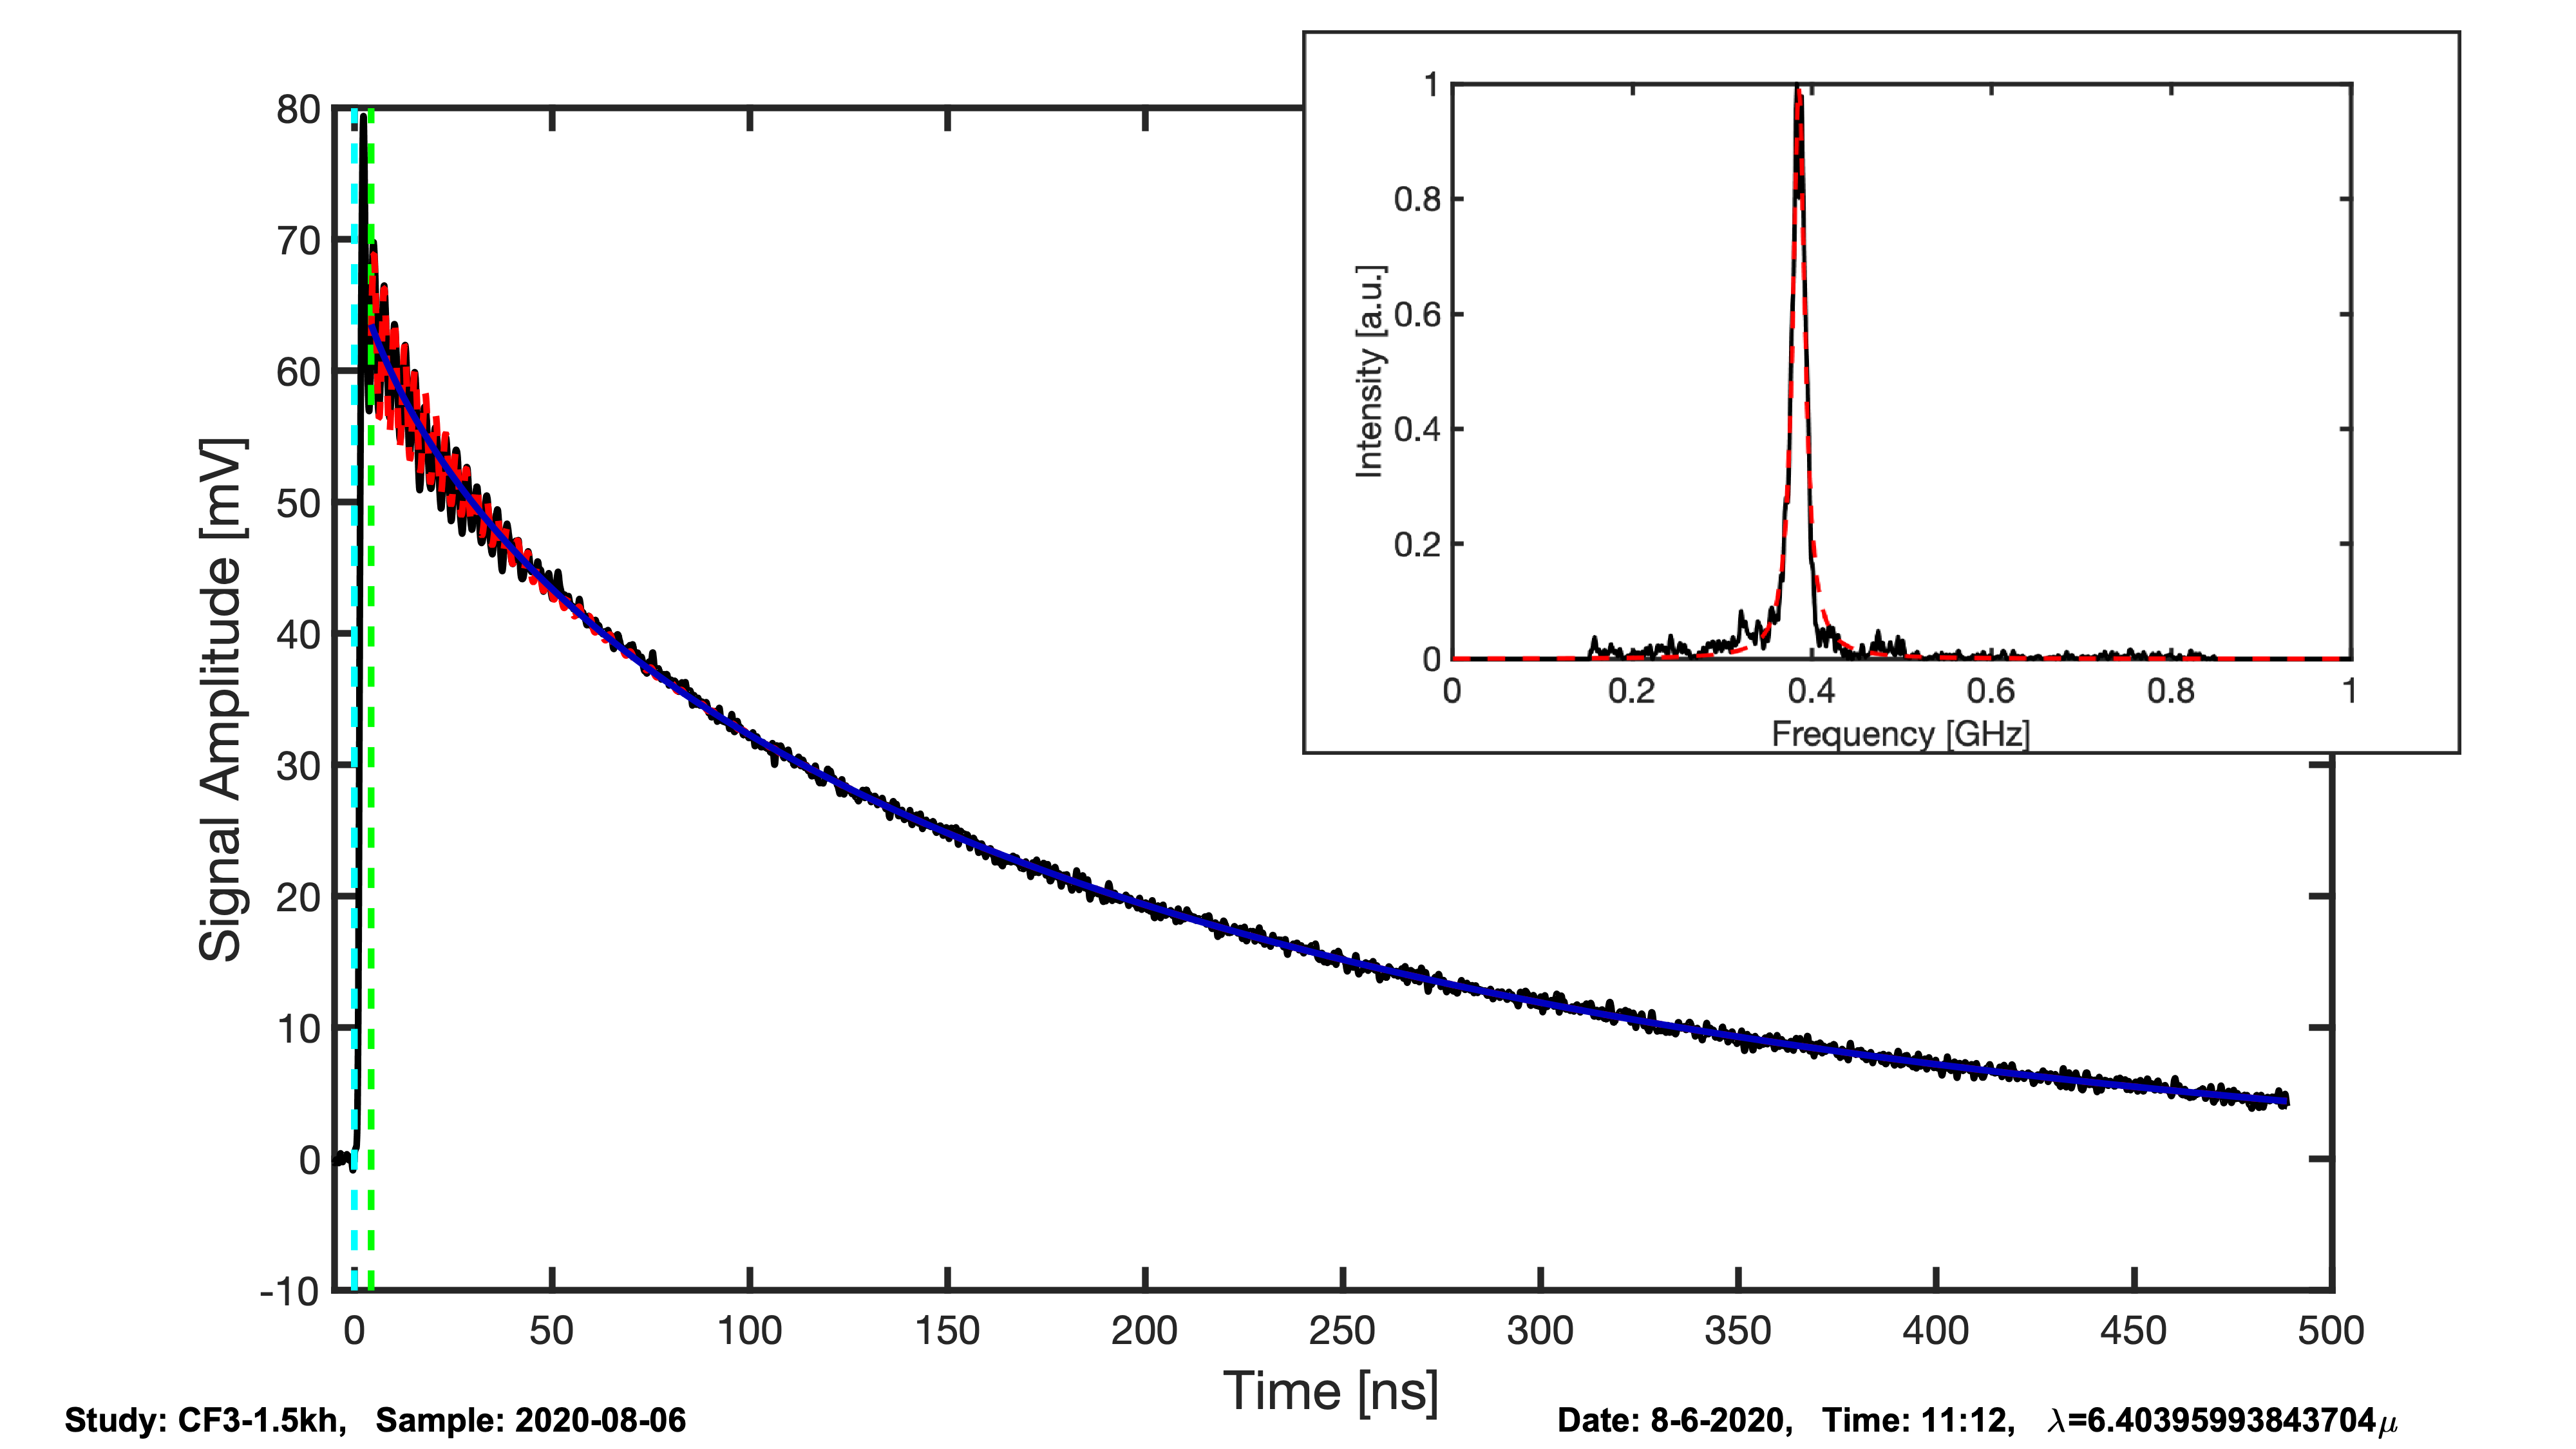 80
70
60
50
40
30
20
10
0
-10
Signal Amplitude [mV]
0 50 100 150 200 250 300 350 400 450 500
Time [ns]
1
0.8
0.6
0.4
0.2
0
Intensity [a.u.]
0 0.2 0.4 0.6 0.8 1
Frequency [GHz]
Study: CF3-1.5kh, Sample: 2020-08-06
Date: 8-6-2020, Time: 11:12, λ=6.40395993843704μ